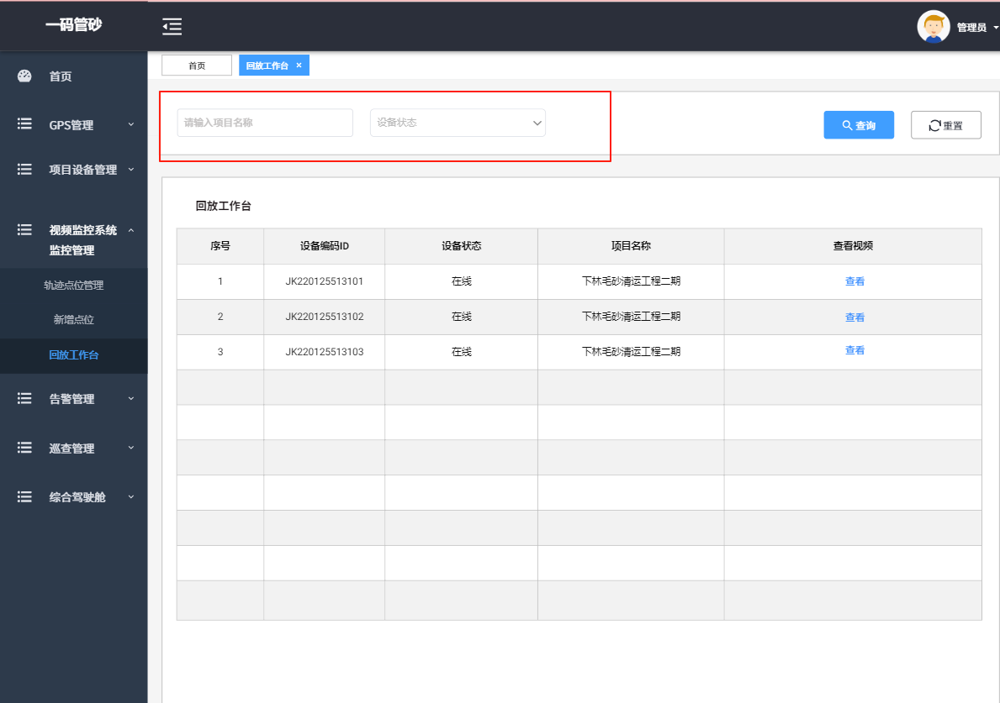 一码管砂
管理员
首页
回放工作台 ×
首页
GPS管理
项目设备管理
视频监控系统
监控管理
轨迹点位管理
新增点位
回放工作台
告警管理
巡查管理
综合驾驶舱
请输入项目名称 设备状态 查询 重置
回放工作台
序号 设备编码ID 设备状态 项目名称 查看视频
1 JK220125513101 在线 下林毛砂清运工程二期 查看
2 JK220125513102 在线 下林毛砂清运工程二期 查看
3 JK220125513103 在线 下林毛砂清运工程二期 查看